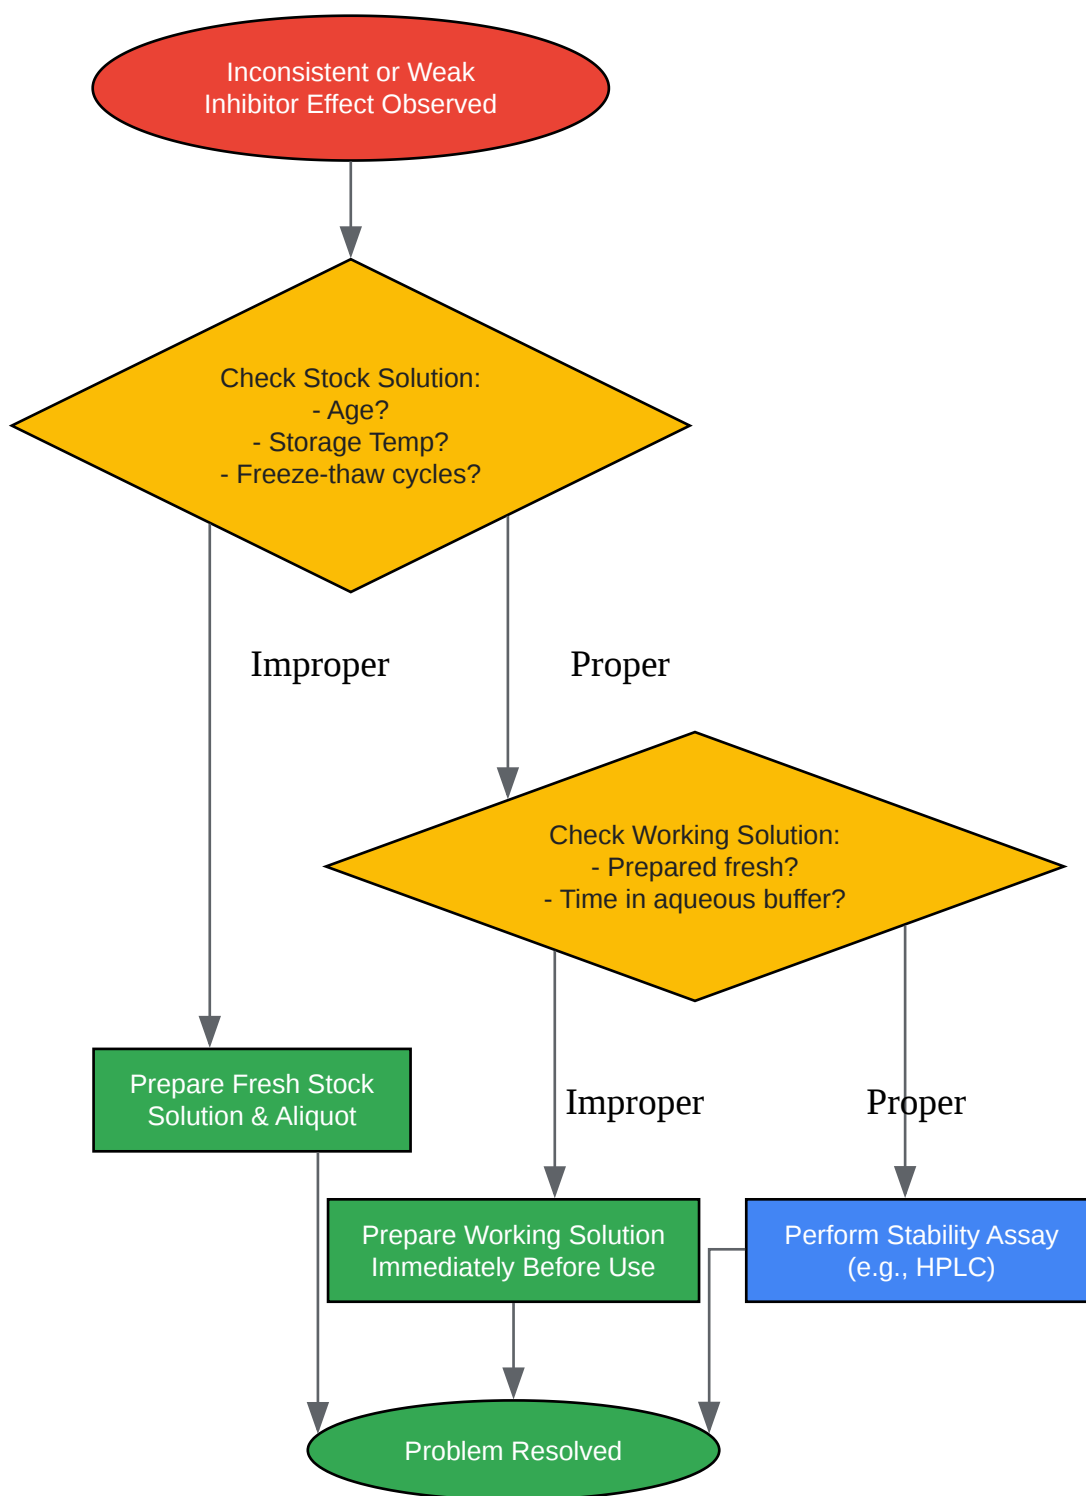 Inconsistent or Weak
Inhibitor Effect Observed
Check Stock Solution:
- Age?
- Storage Temp?
- Freeze-thaw cycles?
Improper
Proper
Check Working Solution:
- Prepared fresh?
- Time in aqueous buffer?
Prepare Fresh Stock
Solution & Aliquot
Improper
Proper
Prepare Working Solution
Immediately Before Use
Perform Stability Assay
(e.g., HPLC)
Problem Resolved